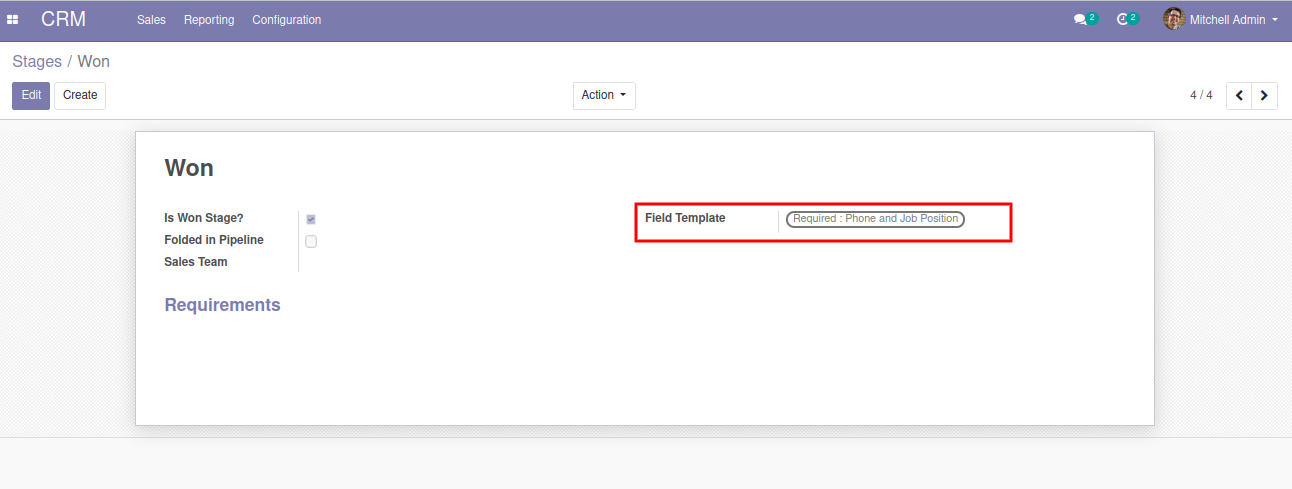 CRM Sales Reporting Configuration 2 2 Mitchell Admin
Stages / Won
Edit Create Action 4 / 4
Won
Is Won Stage? Field Template Required : Phone and Job Position
Folded in Pipeline
Sales Team
Requirements